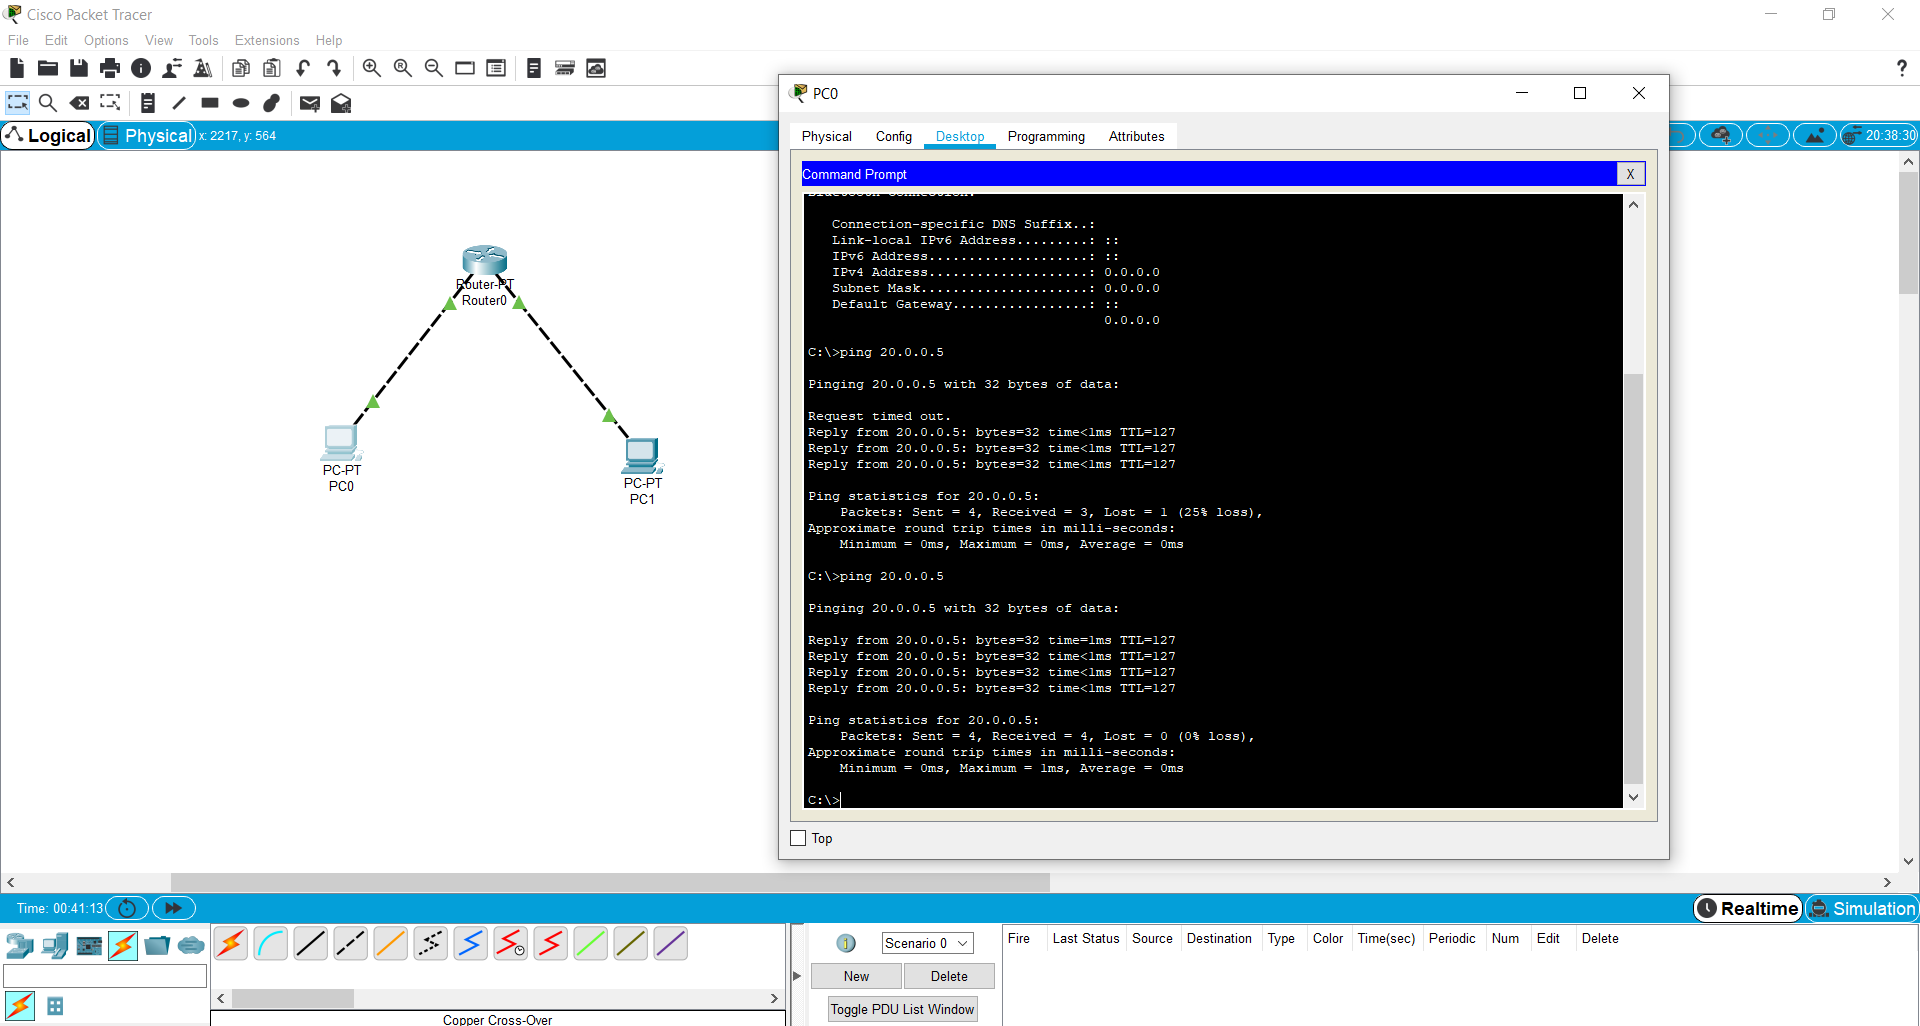 Cisco Packet Tracer
File Edit Options View Tools Extensions Help
?
Logical Physical x: 2217, y: 564
20:38:30
Router-PT
Router0
PC-PT
PC0
PC-PT
PC1
PC0
Physical Config Desktop Programming Attributes
Command Prompt X
Bluetooth Connection:
Connection-specific DNS Suffix..:
Link-local IPv6 Address.........: ::
IPv6 Address....................: ::
IPv4 Address....................: 0.0.0.0
Subnet Mask.....................: 0.0.0.0
Default Gateway.................: ::
0.0.0.0
C:\>ping 20.0.0.5
Pinging 20.0.0.5 with 32 bytes of data:
Request timed out.
Reply from 20.0.0.5: bytes=32 time<1ms TTL=127
Reply from 20.0.0.5: bytes=32 time<1ms TTL=127
Reply from 20.0.0.5: bytes=32 time<1ms TTL=127
Ping statistics for 20.0.0.5:
Packets: Sent = 4, Received = 3, Lost = 1 (25% loss),
Approximate round trip times in milli-seconds:
Minimum = 0ms, Maximum = 0ms, Average = 0ms
C:\>ping 20.0.0.5
Pinging 20.0.0.5 with 32 bytes of data:
Reply from 20.0.0.5: bytes=32 time=1ms TTL=127
Reply from 20.0.0.5: bytes=32 time<1ms TTL=127
Reply from 20.0.0.5: bytes=32 time<1ms TTL=127
Reply from 20.0.0.5: bytes=32 time<1ms TTL=127
Ping statistics for 20.0.0.5:
Packets: Sent = 4, Received = 4, Lost = 0 (0% loss),
Approximate round trip times in milli-seconds:
Minimum = 0ms, Maximum = 1ms, Average = 0ms
C:\>
Top
Time: 00:41:13
Realtime Simulation
Scenario 0
New Delete
Toggle PDU List Window
Fire Last Status Source Destination Type Color Time(sec) Periodic Num Edit Delete
Copper Cross-Over